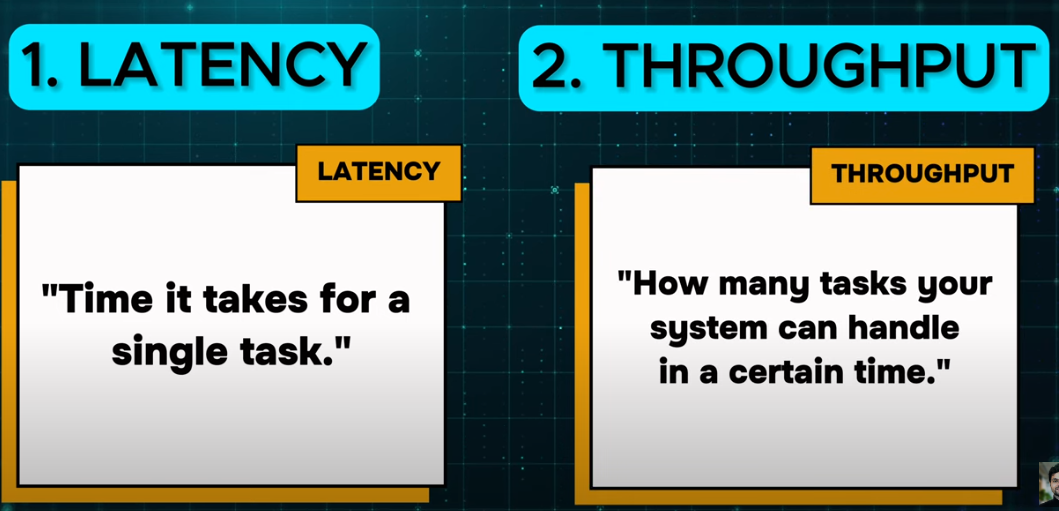 1. LATENCY
LATENCY
"Time it takes for a
single task."
2. THROUGHPUT
THROUGHPUT
"How many tasks your
system can handle
in a certain time."